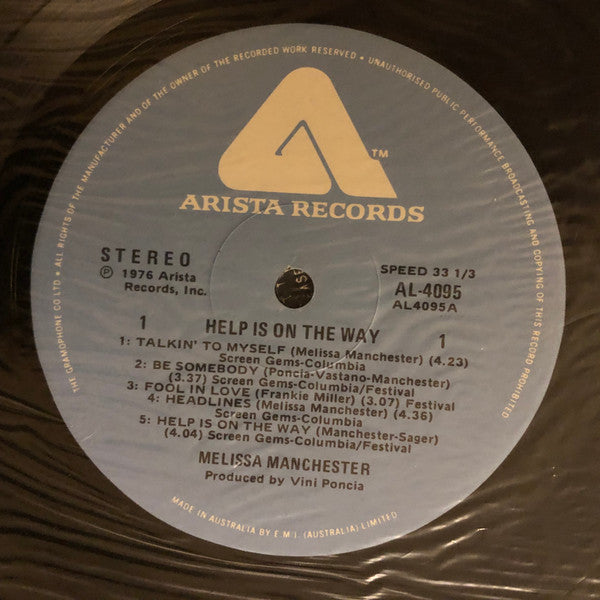 THE GRAMOPHONE CO LTD • ALL RIGHTS OF THE MANUFACTURER AND OF THE OWNER OF THE RECORDED WORK RESERVED • UNAUTHORISED PUBLIC PERFORMANCE BROADCASTING AND COPYING OF THIS RECORD PROHIBITED
TM
ARISTA RECORDS
STEREO
℗ 1976 Arista
Records, Inc.
SPEED 33 1/3
AL-4095
AL4095A
1 HELP IS ON THE WAY 1
1: TALKIN' TO MYSELF (Melissa Manchester) (4.23)
Screen Gems-Columbia
2: BE SOMEBODY (Poncia-Vastano-Manchester)
(3.37) Screen Gems-Columbia/Festival
3: FOOL IN LOVE (Frankie Miller) (3.07) Festival
4: HEADLINES (Melissa Manchester) (4.36)
Screen Gems-Columbia
5: HELP IS ON THE WAY (Manchester-Sager)
(4.04) Screen Gems-Columbia/Festival
MELISSA MANCHESTER
Produced by Vini Poncia
MADE IN AUSTRALIA BY E.M.I. (AUSTRALIA) LIMITED